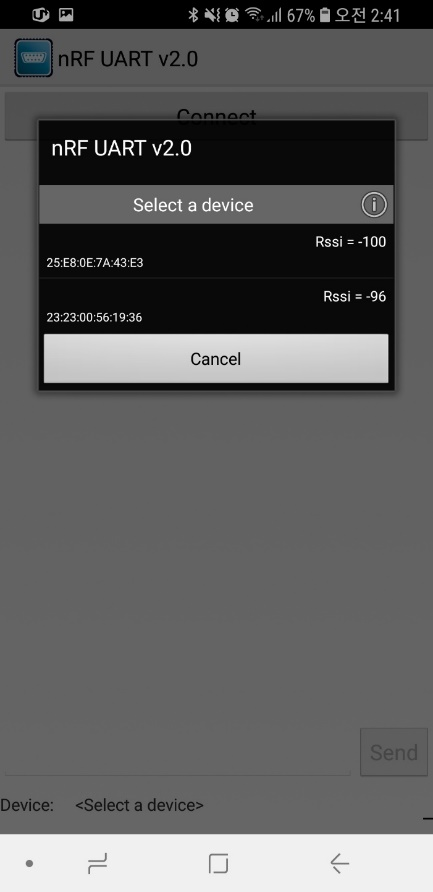 67% 오전 2:41
nRF UART v2.0
Connect
nRF UART v2.0
Select a device
Rssi = -100
25:E8:0E:7A:43:E3
Rssi = -96
23:23:00:56:19:36
Cancel
Send
Device: <Select a device>